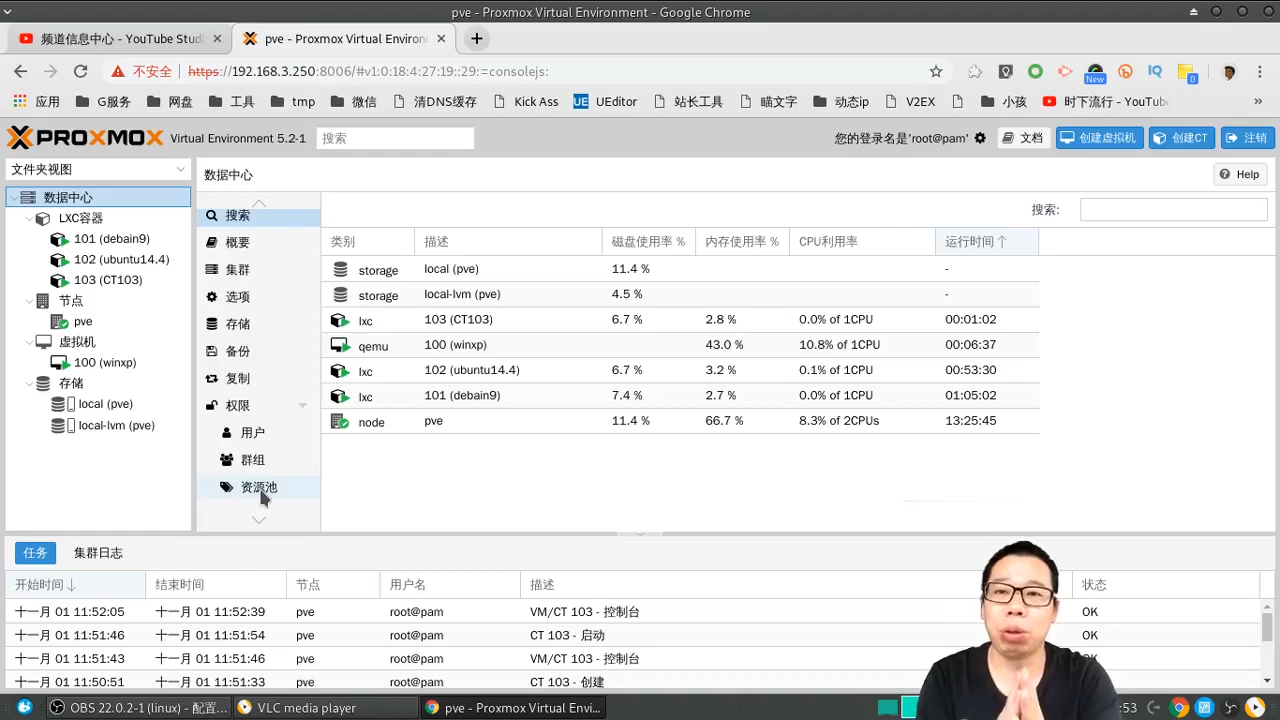 pve - Proxmox Virtual Environment - Google Chrome
频道信息中心 - YouTube Studi
pve - Proxmox Virtual Environ
不安全
https://192.168.3.250:8006/#v1:0:18:4:27:19::29:=consolejs:
New
IQ
0
应用
G服务
网盘
工具
tmp
微信
清DNS缓存
Kick Ass
UE UEditor
站长工具
瞄文字
动态ip
V2EX
小孩
时下流行 - YouTube
»
PROXMOX Virtual Environment 5.2-1
搜索
您的登录名是'root@pam'
文档
创建虚拟机
创建CT
注销
文件夹视图
数据中心
LXC容器
101 (debain9)
102 (ubuntu14.4)
103 (CT103)
节点
pve
虚拟机
100 (winxp)
存储
local (pve)
local-lvm (pve)
数据中心
Help
搜索
概要
集群
选项
存储
备份
复制
权限
用户
群组
资源池
搜索:
类别 描述 磁盘使用率 % 内存使用率 % CPU利用率 运行时间↑
storage local (pve) 11.4 % -
storage local-lvm (pve) 4.5 % -
lxc 103 (CT103) 6.7 % 2.8 % 0.0% of 1CPU 00:01:02
qemu 100 (winxp) 43.0 % 10.8% of 1CPU 00:06:37
lxc 102 (ubuntu14.4) 6.7 % 3.2 % 0.1% of 1CPU 00:53:30
lxc 101 (debain9) 7.4 % 2.7 % 0.0% of 1CPU 01:05:02
node pve 11.4 % 66.7 % 8.3% of 2CPUs 13:25:45
任务 集群日志
开始时间↓ 结束时间 节点 用户名 描述 状态
十一月 01 11:52:05 十一月 01 11:52:39 pve root@pam VM/CT 103 - 控制台 OK
十一月 01 11:51:46 十一月 01 11:51:54 pve root@pam CT 103 - 启动 OK
十一月 01 11:51:43 十一月 01 11:51:46 pve root@pam VM/CT 103 - 控制台 OK
十一月 01 11:50:51 十一月 01 11:51:33 pve root@pam CT 103 - 创建 OK
OBS 22.0.2-1 (linux) - 配置...
VLC media player
pve - Proxmox Virtual Envi...
:53